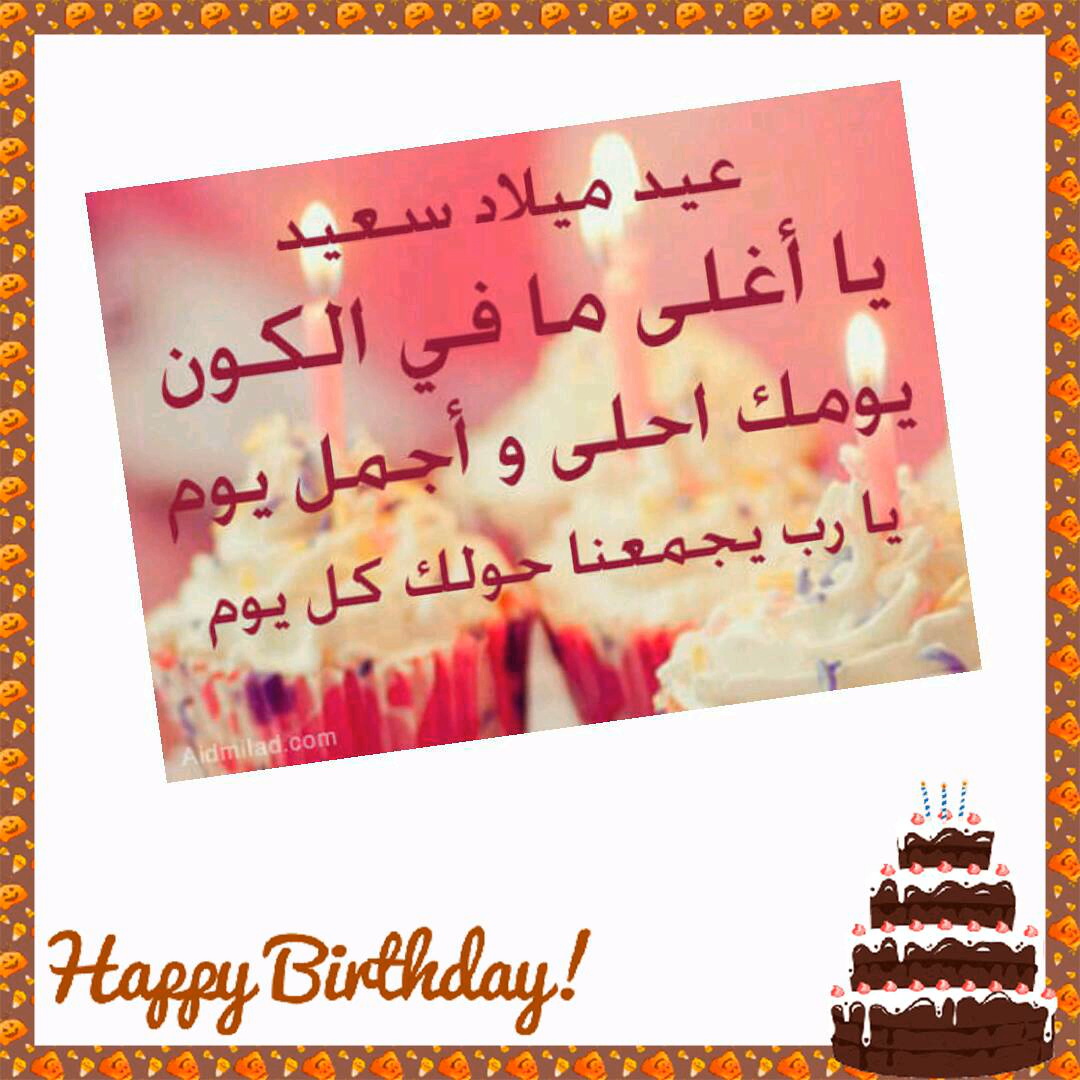 عيد ميلاد سعيد
يا أغلى ما في الكون
يومك احلى و أجمل يوم
يا رب يجمعنا حولك كل يوم
Aidmilad.com
Happy Birthday!